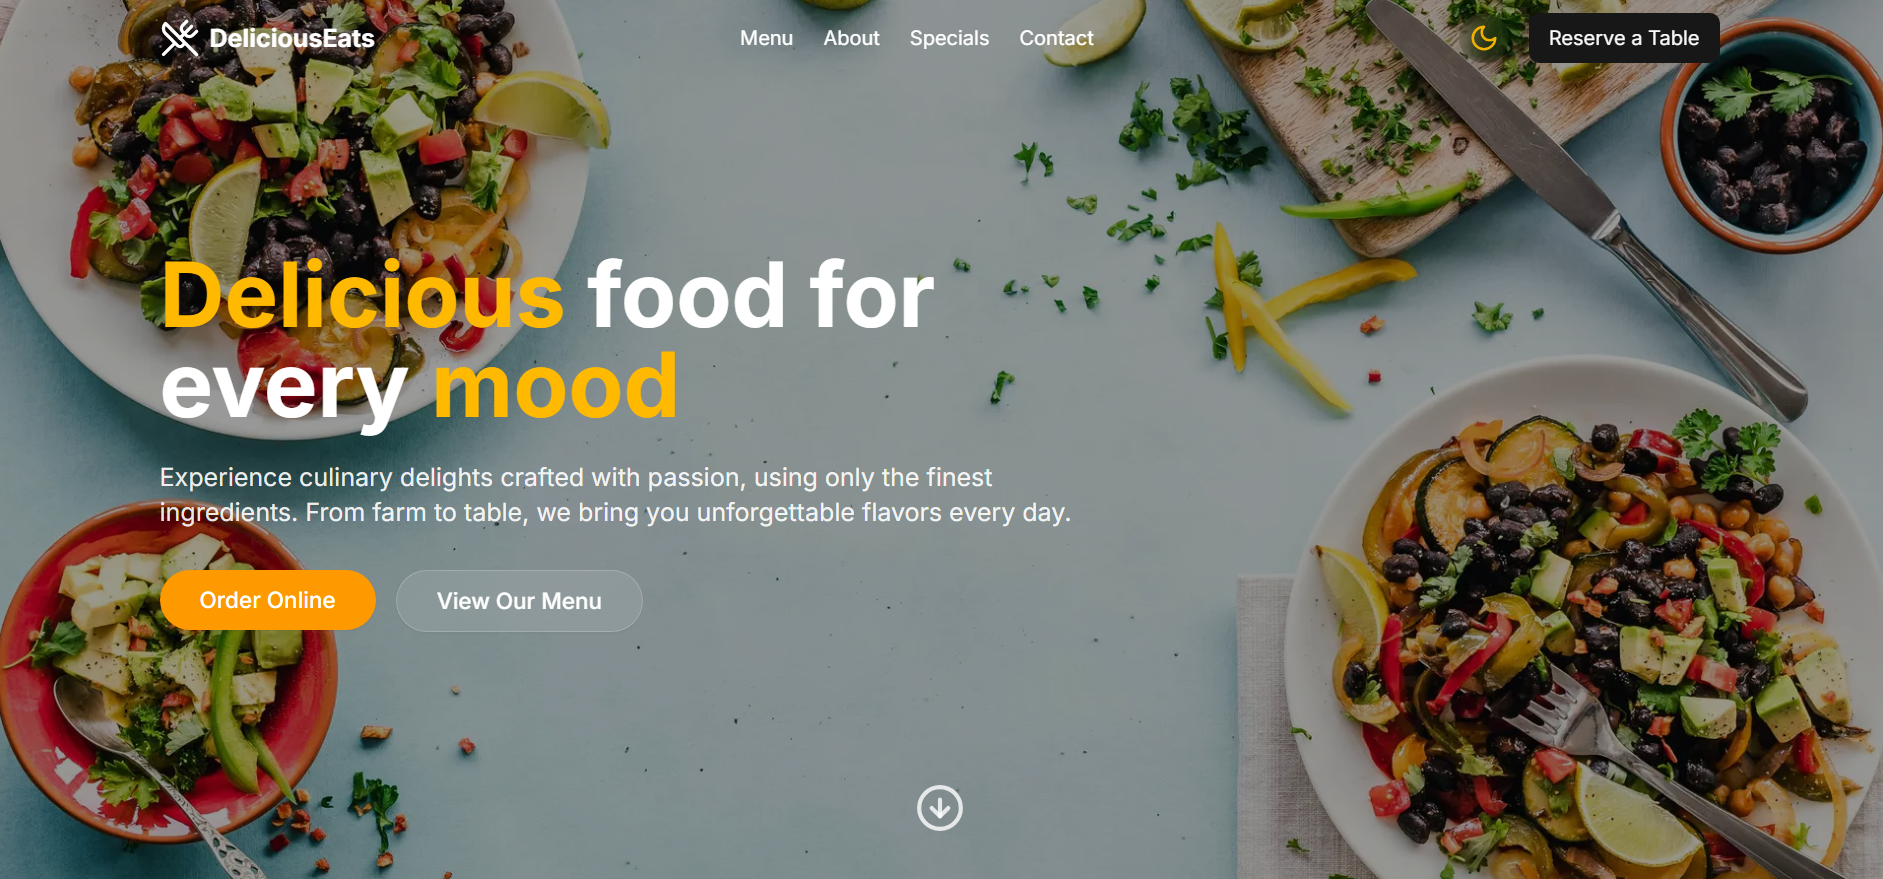 DeliciousEats
Menu
About
Specials
Contact
Reserve a Table
Delicious food for
every mood
Experience culinary delights crafted with passion, using only the finest
ingredients. From farm to table, we bring you unforgettable flavors every day.
Order Online
View Our Menu